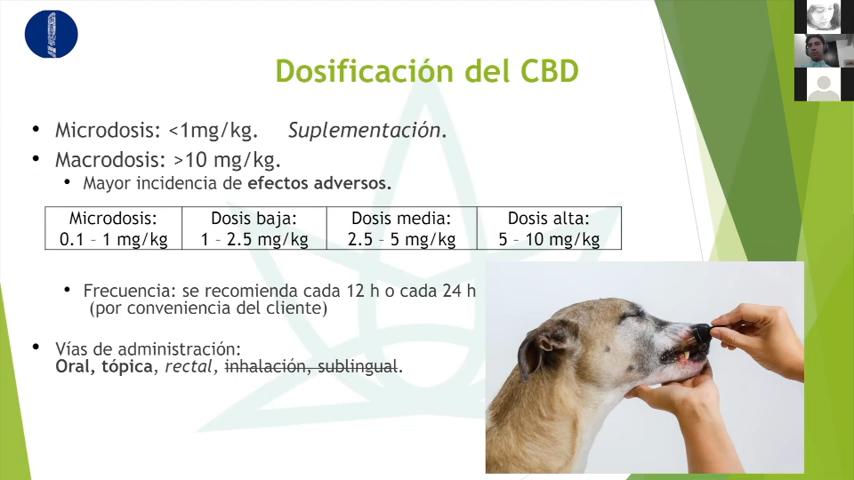 Dosificación del CBD
• Microdosis: <1mg/kg. Suplementación.
• Macrodosis: >10 mg/kg.
• Mayor incidencia de efectos adversos.
Microdosis: Dosis baja: Dosis media: Dosis alta:
0.1 - 1 mg/kg 1 - 2.5 mg/kg 2.5 - 5 mg/kg 5 - 10 mg/kg
• Frecuencia: se recomienda cada 12 h o cada 24 h
(por conveniencia del cliente)
• Vías de administración:
Oral, tópica, rectal, inhalación, sublingual.